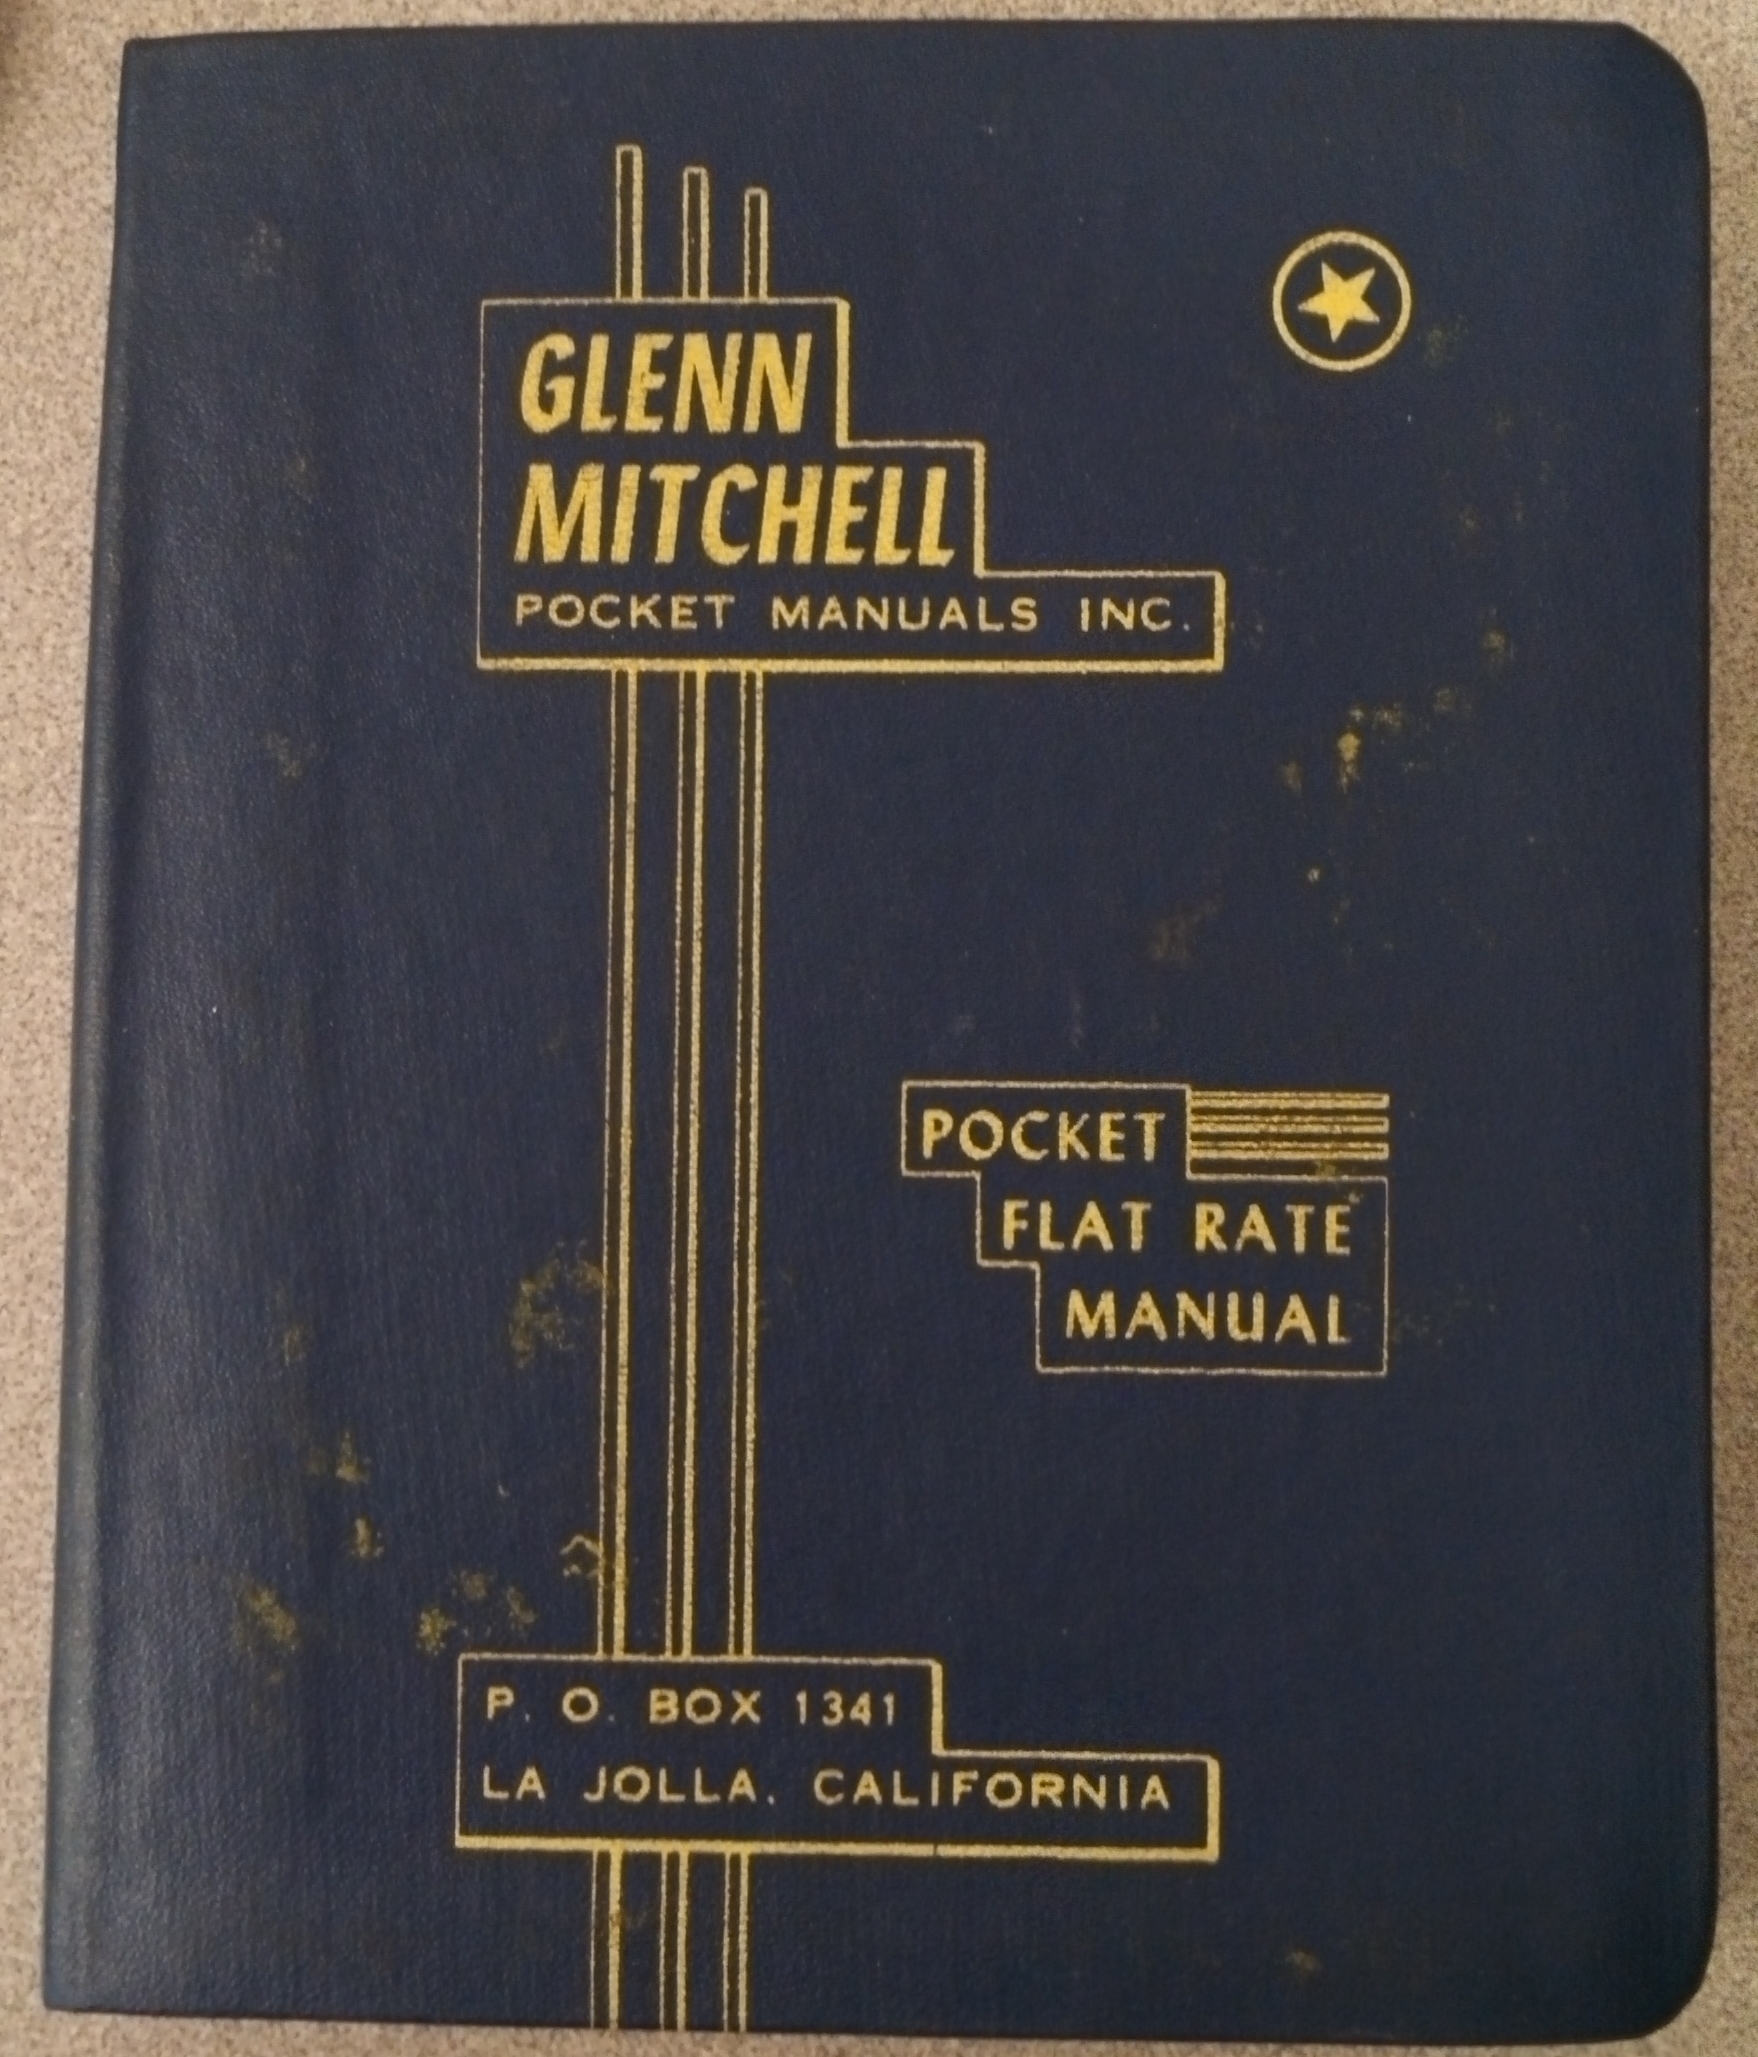 GLENN
MITCHELL
POCKET MANUALS INC.
POCKET
FLAT RATE
MANUAL
P. O. BOX 1341
LA JOLLA, CALIFORNIA